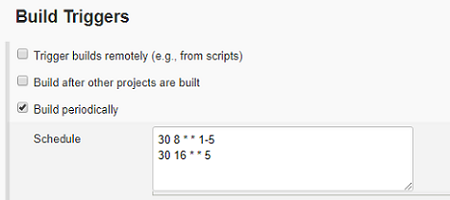 Build Triggers
Trigger builds remotely (e.g., from scripts)
Build after other projects are built
Build periodically
Schedule
30 8 * * 1-5
30 16 * * 5